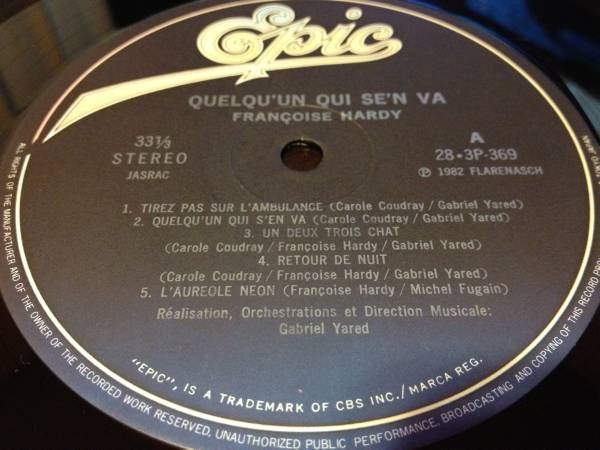 Epic
QUELQU'UN QUI SE'N VA
FRANÇOISE HARDY
33 1/3
STEREO
JASRAC
A
28·3P-369
Ⓟ 1982 FLARENASCH
1. TIREZ PAS SUR L'AMBULANCE (Carole Coudray / Gabriel Yared)
2. QUELQU'UN QUI S'EN VA (Carole Coudray / Gabriel Yared)
3. UN DEUX TROIS CHAT
(Carole Coudray / Françoise Hardy / Gabriel Yared)
4. RETOUR DE NUIT
(Carole Coudray / Françoise Hardy / Gabriel Yared)
5. L'AUREOLE NEON (Françoise Hardy / Michel Fugain)
Réalisation, Orchestrations et Direction Musicale:
Gabriel Yared
"EPIC", IS A TRADEMARK OF CBS INC./MARCA REG.
ALL RIGHTS OF THE MANUFACTURER AND OF THE OWNER OF THE RECORDED WORK RESERVED. UNAUTHORIZED PUBLIC PERFORMANCE, BROADCASTING AND COPYING OF THIS RECORD